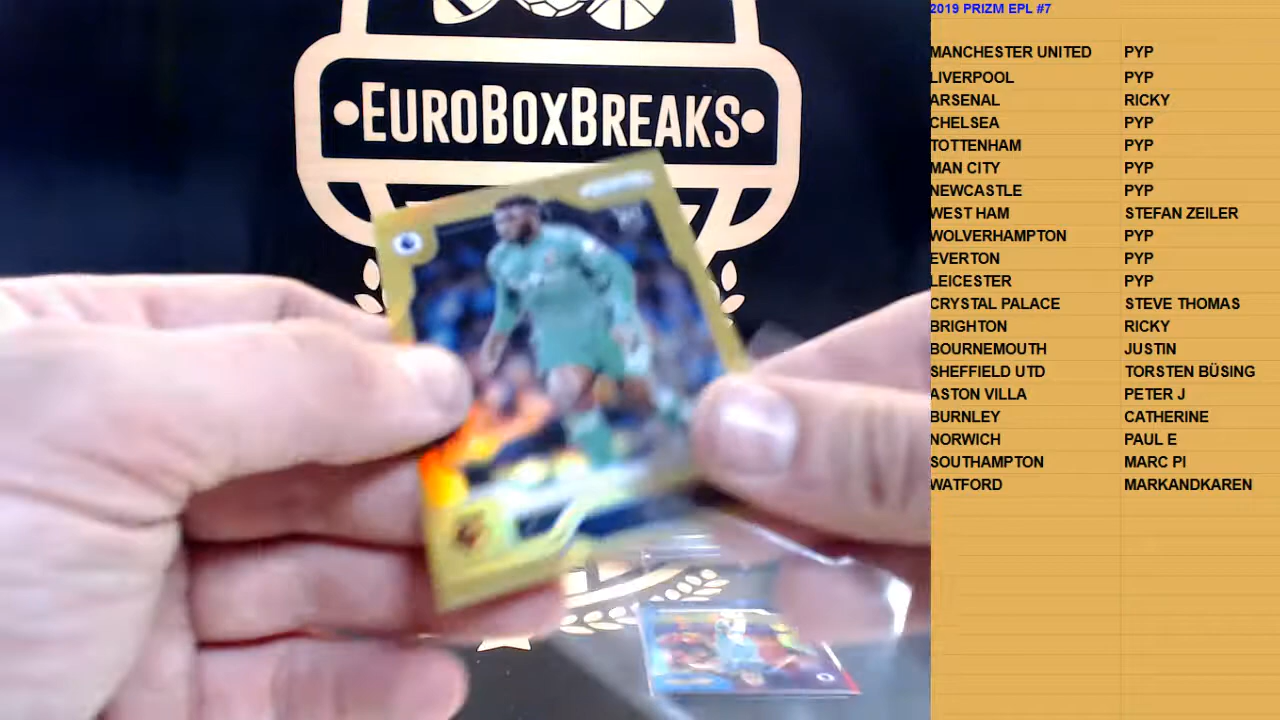 2019 PRIZM EPL #7
EUROBOXBREAKS
MANCHESTER UNITED PYP
LIVERPOOL PYP
ARSENAL RICKY
CHELSEA PYP
TOTTENHAM PYP
MAN CITY PYP
NEWCASTLE PYP
WEST HAM STEFAN ZEILER
WOLVERHAMPTON PYP
EVERTON PYP
LEICESTER PYP
CRYSTAL PALACE STEVE THOMAS
BRIGHTON RICKY
BOURNEMOUTH JUSTIN
SHEFFIELD UTD TORSTEN BÜSING
ASTON VILLA PETER J
BURNLEY CATHERINE
NORWICH PAUL E
SOUTHAMPTON MARC PI
WATFORD MARKANDKAREN